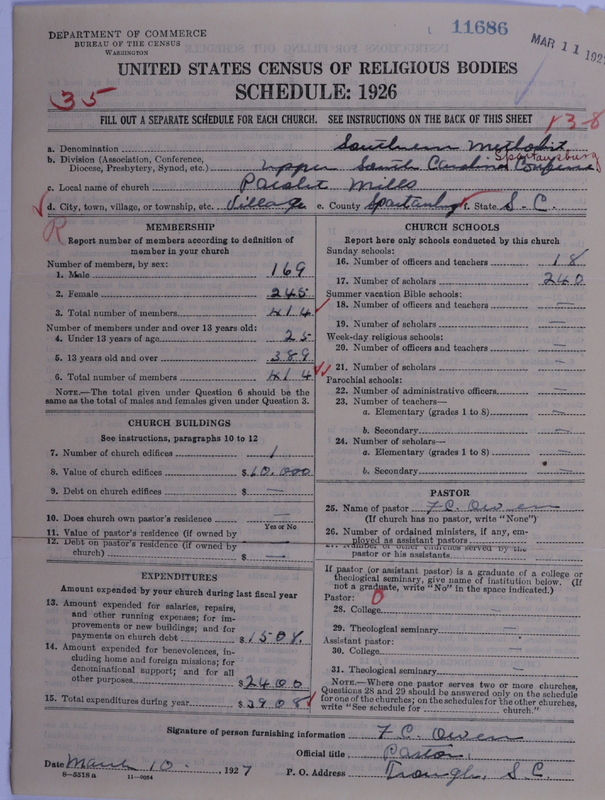 11686
MAR 11 192
DEPARTMENT OF COMMERCE
BUREAU OF THE CENSUS
WASHINGTON
UNITED STATES CENSUS OF RELIGIOUS BODIES
SCHEDULE: 1926
35
FILL OUT A SEPARATE SCHEDULE FOR EACH CHURCH. SEE INSTRUCTIONS ON THE BACK OF THIS SHEET
38
a. Denomination Southern Methodist
b. Division (Association, Conference, Diocese, Presbytery, Synod, etc.) Upper South Carolina Conference Spartansburg
c. Local name of church Pacolet Mills
d. City, town, village, or township, etc. Village e. County Spartanburg f. State S-C.
R
MEMBERSHIP
Report number of members according to definition of member in your church
Number of members, by sex:
1. Male 169
2. Female 245
3. Total number of members 414
Number of members under and over 13 years old:
4. Under 13 years of age 25
5. 13 years old and over 389
6. Total number of members 414
NOTE.—The total given under Question 6 should be the same as the total of males and females given under Question 3.
CHURCH BUILDINGS
See instructions, paragraphs 10 to 12
7. Number of church edifices 1
8. Value of church edifices $10,000
9. Debt on church edifices $ —
10. Does church own pastor's residence —
Yes or No
11. Value of pastor's residence (if owned by
12. Debt on pastor's residence (if owned by church) $ —
EXPENDITURES
Amount expended by your church during last fiscal year
13. Amount expended for salaries, repairs, and other running expenses; for improvements or new buildings; and for payments on church debt $1508.
14. Amount expended for benevolences, including home and foreign missions; for denominational support; and for all other purposes $2400
15. Total expenditures during year $3908
CHURCH SCHOOLS
Report here only schools conducted by this church
Sunday schools:
16. Number of officers and teachers 18
17. Number of scholars 240
Summer vacation Bible schools:
18. Number of officers and teachers —
19. Number of scholars —
Week-day religious schools:
20. Number of officers and teachers —
21. Number of scholars —
Parochial schools:
22. Number of administrative officers —
23. Number of teachers—
a. Elementary (grades 1 to 8) —
b. Secondary —
24. Number of scholars—
a. Elementary (grades 1 to 8) —
b. Secondary —
PASTOR
25. Name of pastor F.C. Owen
(If church has no pastor, write "None")
26. Number of ordained ministers, if any, employed as assistant pastors
27. Number of other churches served by the pastor or his assistants
If pastor (or assistant pastor) is a graduate of a college or theological seminary, give name of institution below. (If not a graduate, write "No" in the space indicated.)
Pastor: 0
28. College —
29. Theological seminary —
Assistant pastor:
30. College —
31. Theological seminary —
NOTE.—Where one pastor serves two or more churches, Questions 28 and 29 should be answered only on the schedule for one of the churches; on the schedules for the other churches, write "See schedule for church."
Signature of person furnishing information F. C. Owen
Official title Pastor,
Date March 10, 1927 P. O. Address Trough, S.C.
8—5518a 11—9054